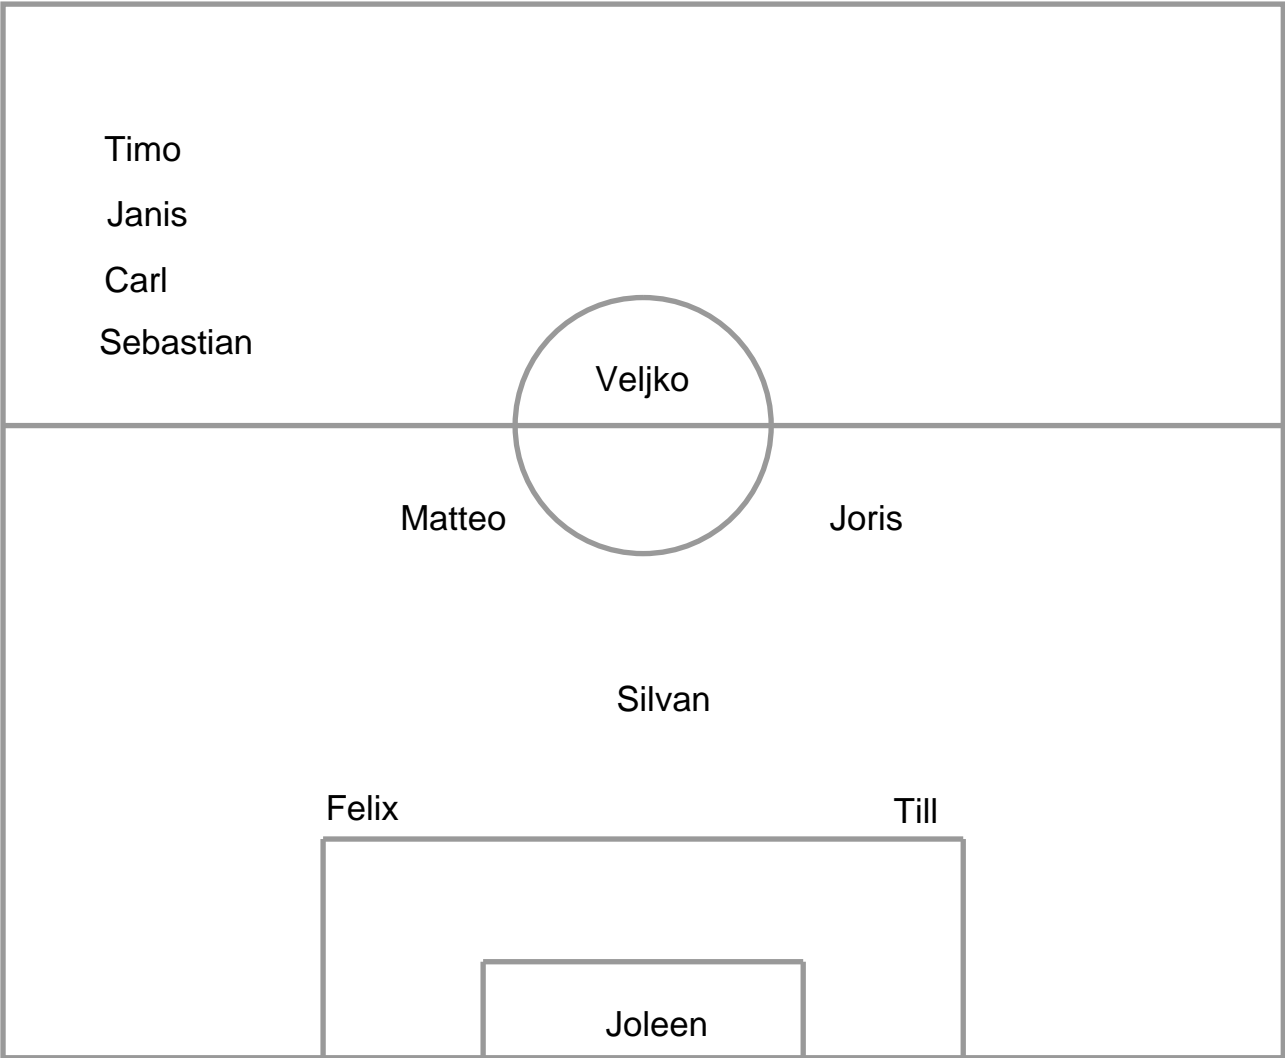 Timo
Janis
Carl
Sebastian
Veljko
Matteo
Joris
Silvan
Felix
Till
Joleen